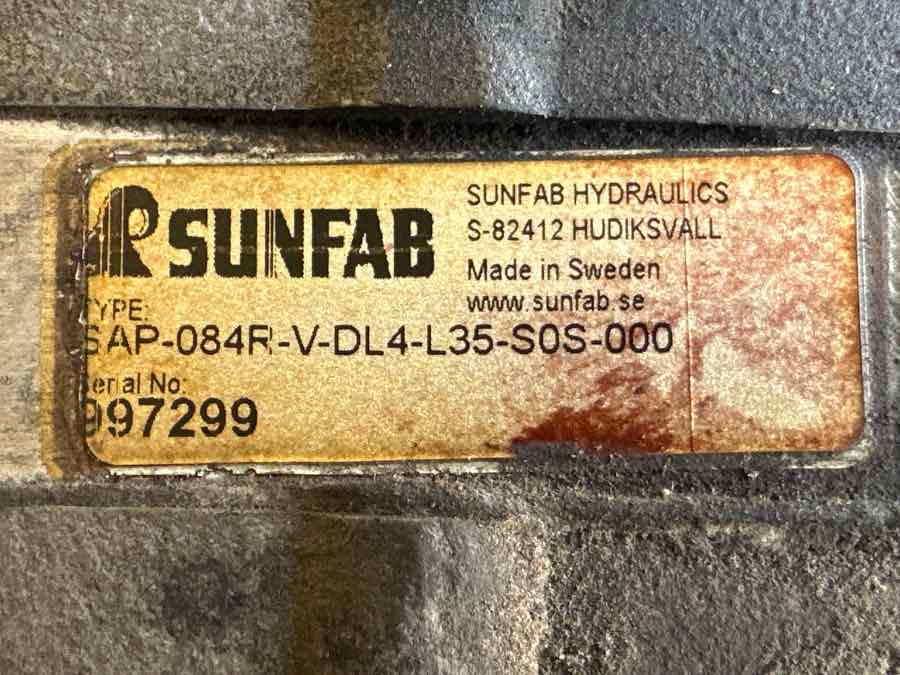 SUNFAB
SUNFAB HYDRAULICS
S-82412 HUDIKSVALL
Made in Sweden
www.sunfab.se
TYPE:
SAP-084R-V-DL4-L35-S0S-000
Serial No:
997299